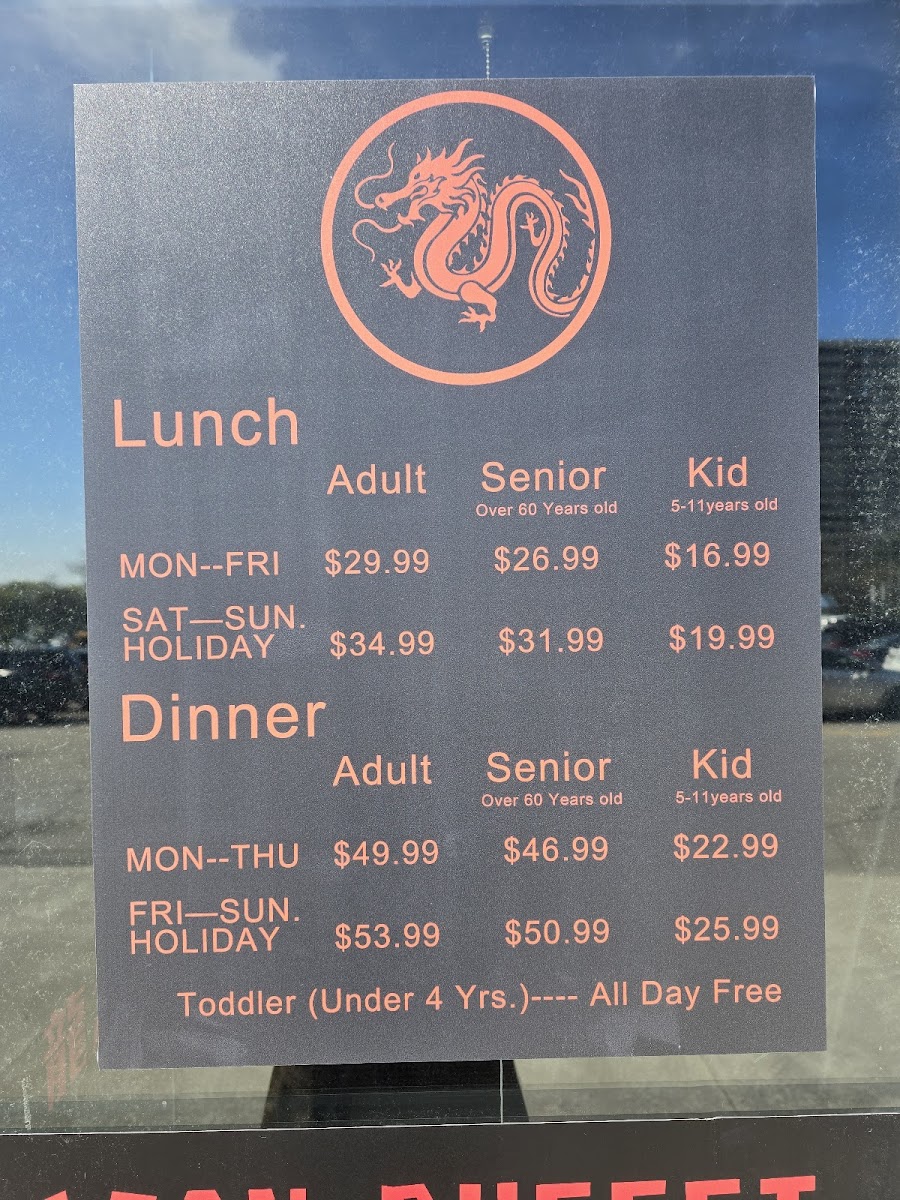 Lunch
Adult Senior Kid
Over 60 Years old 5-11years old
MON--FRI $29.99 $26.99 $16.99
SAT—SUN.
HOLIDAY $34.99 $31.99 $19.99
Dinner
Adult Senior Kid
Over 60 Years old 5-11years old
MON--THU $49.99 $46.99 $22.99
FRI—SUN.
HOLIDAY $53.99 $50.99 $25.99
Toddler (Under 4 Yrs.)---- All Day Free
BUFFET